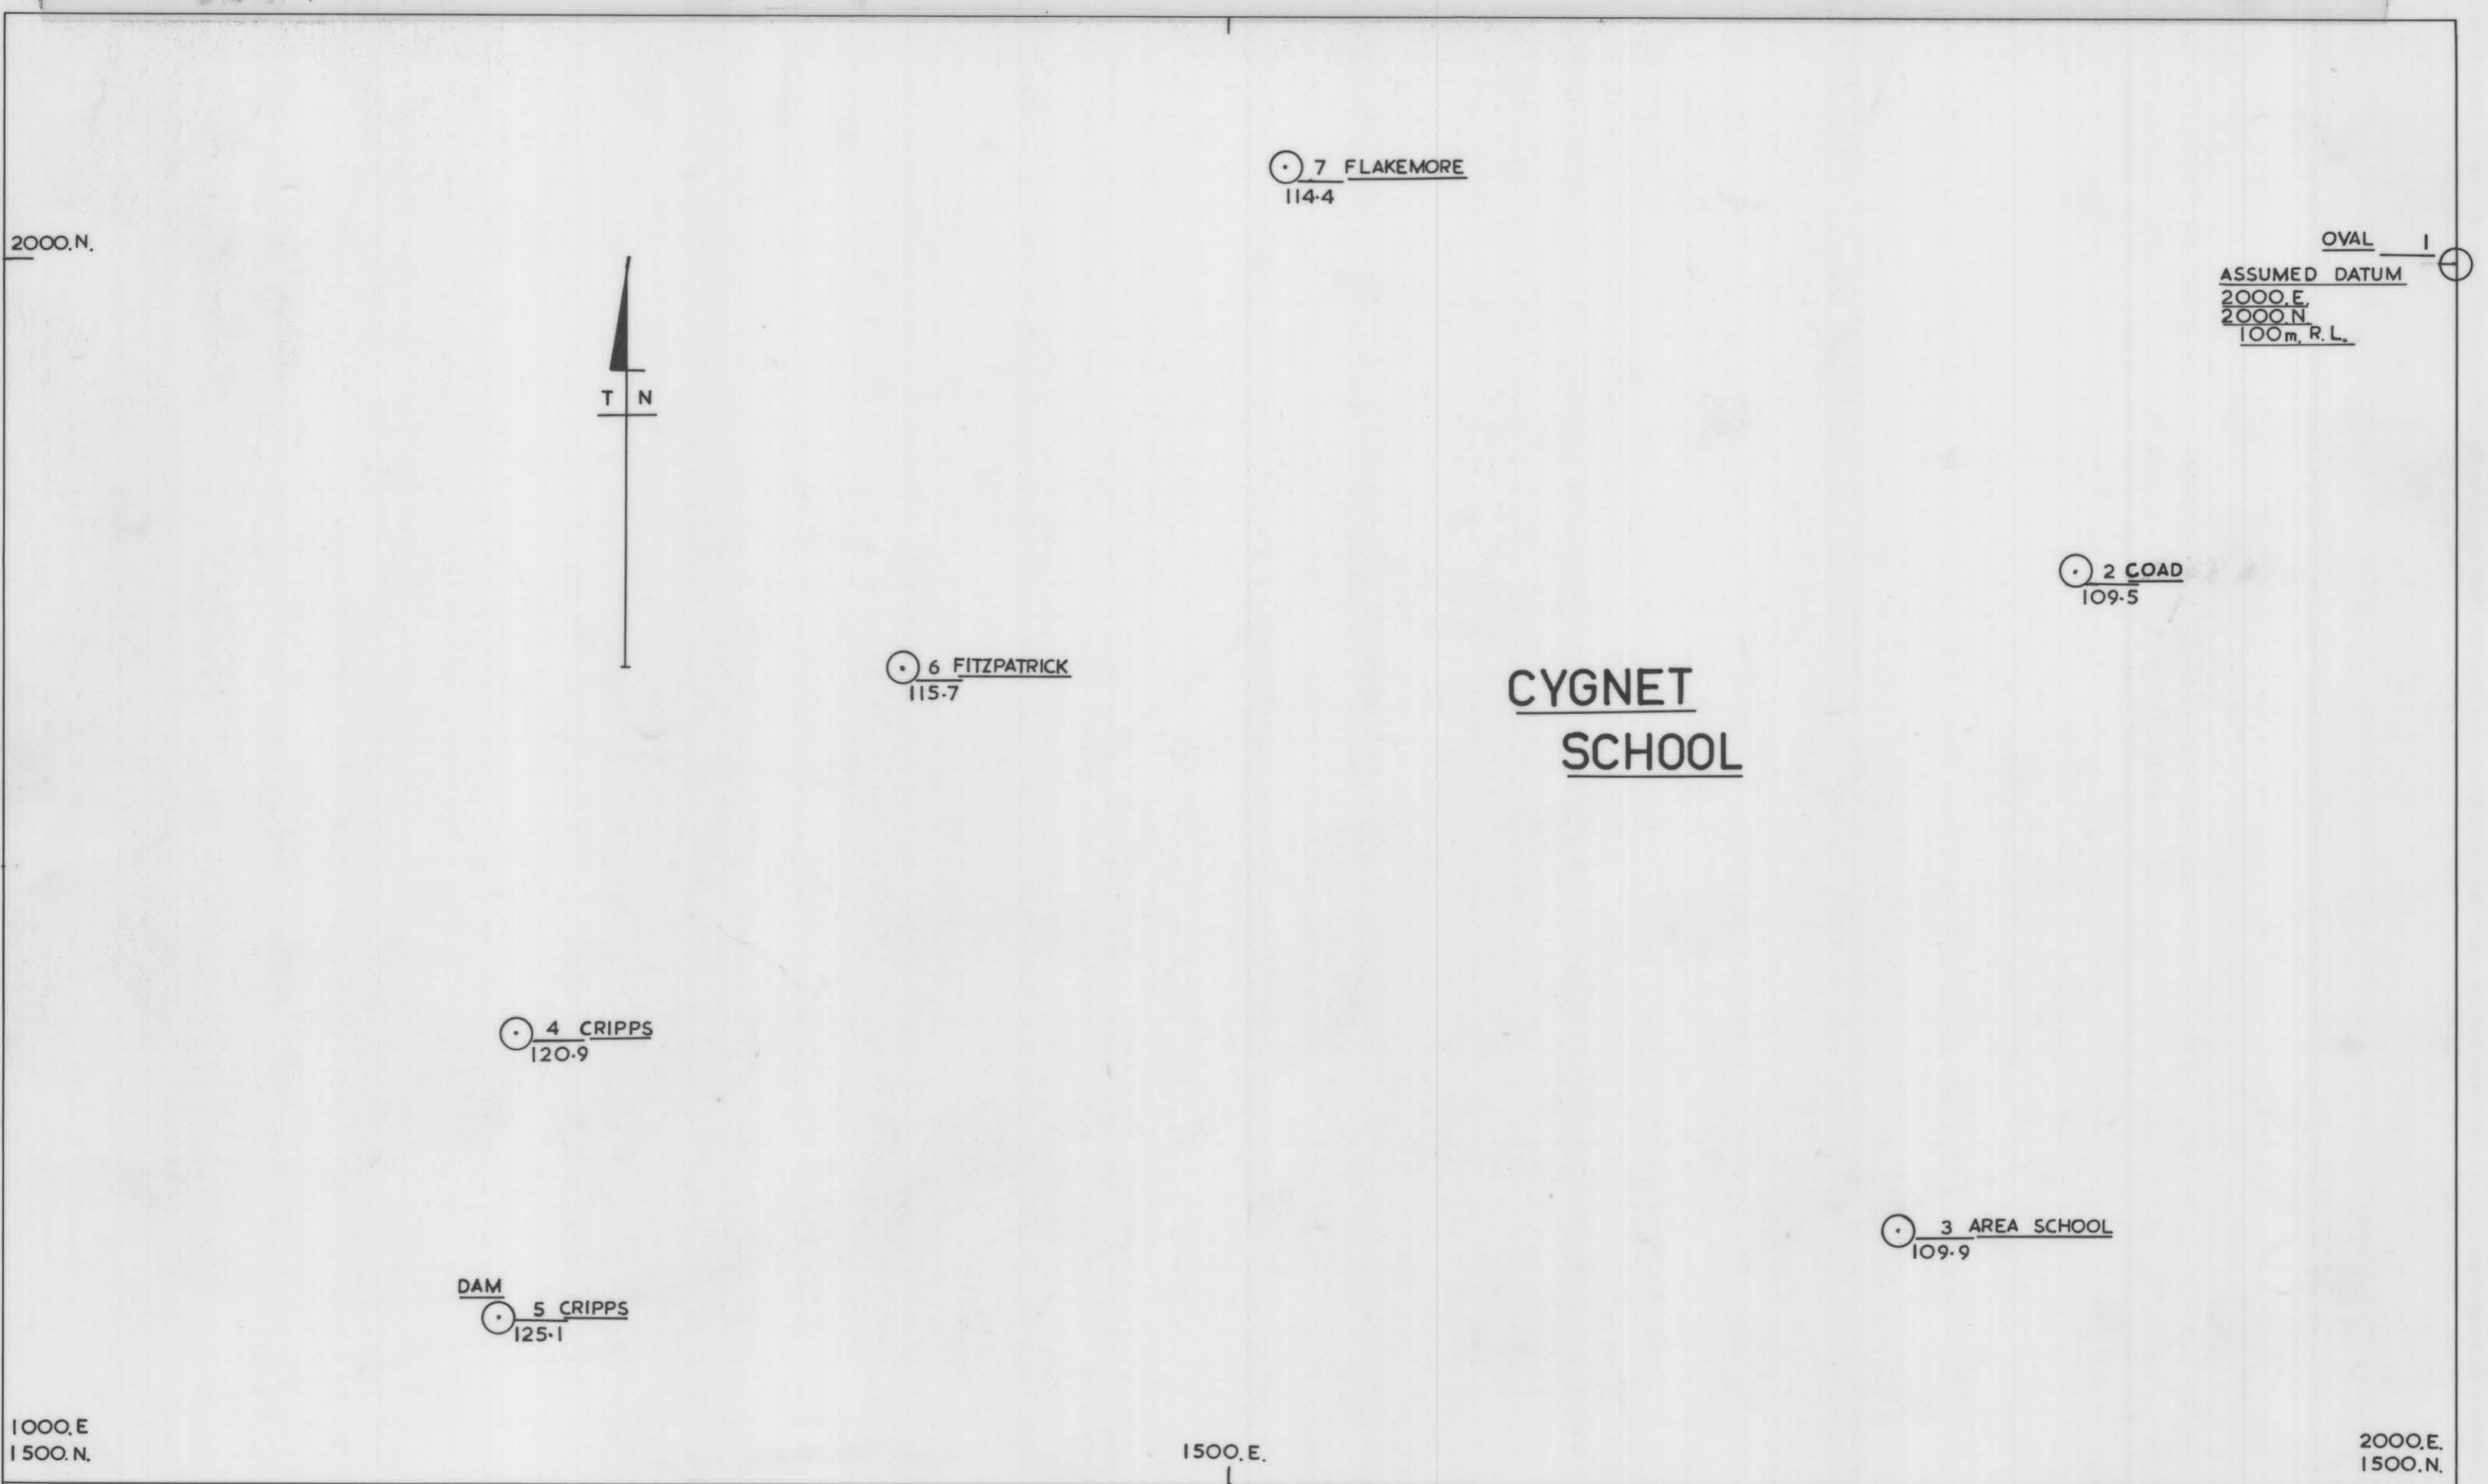 7 FLAKEMORE
114·4
2000.N.
OVAL 1
ASSUMED DATUM
2000.E.
2000.N.
100m. R.L.
T N
2 COAD
109·5
6 FITZPATRICK
115·7
CYGNET
SCHOOL
4 CRIPPS
120·9
3 AREA SCHOOL
109·9
DAM
5 CRIPPS
125·1
1000.E
1500.N.
1500.E.
2000.E.
1500.N.